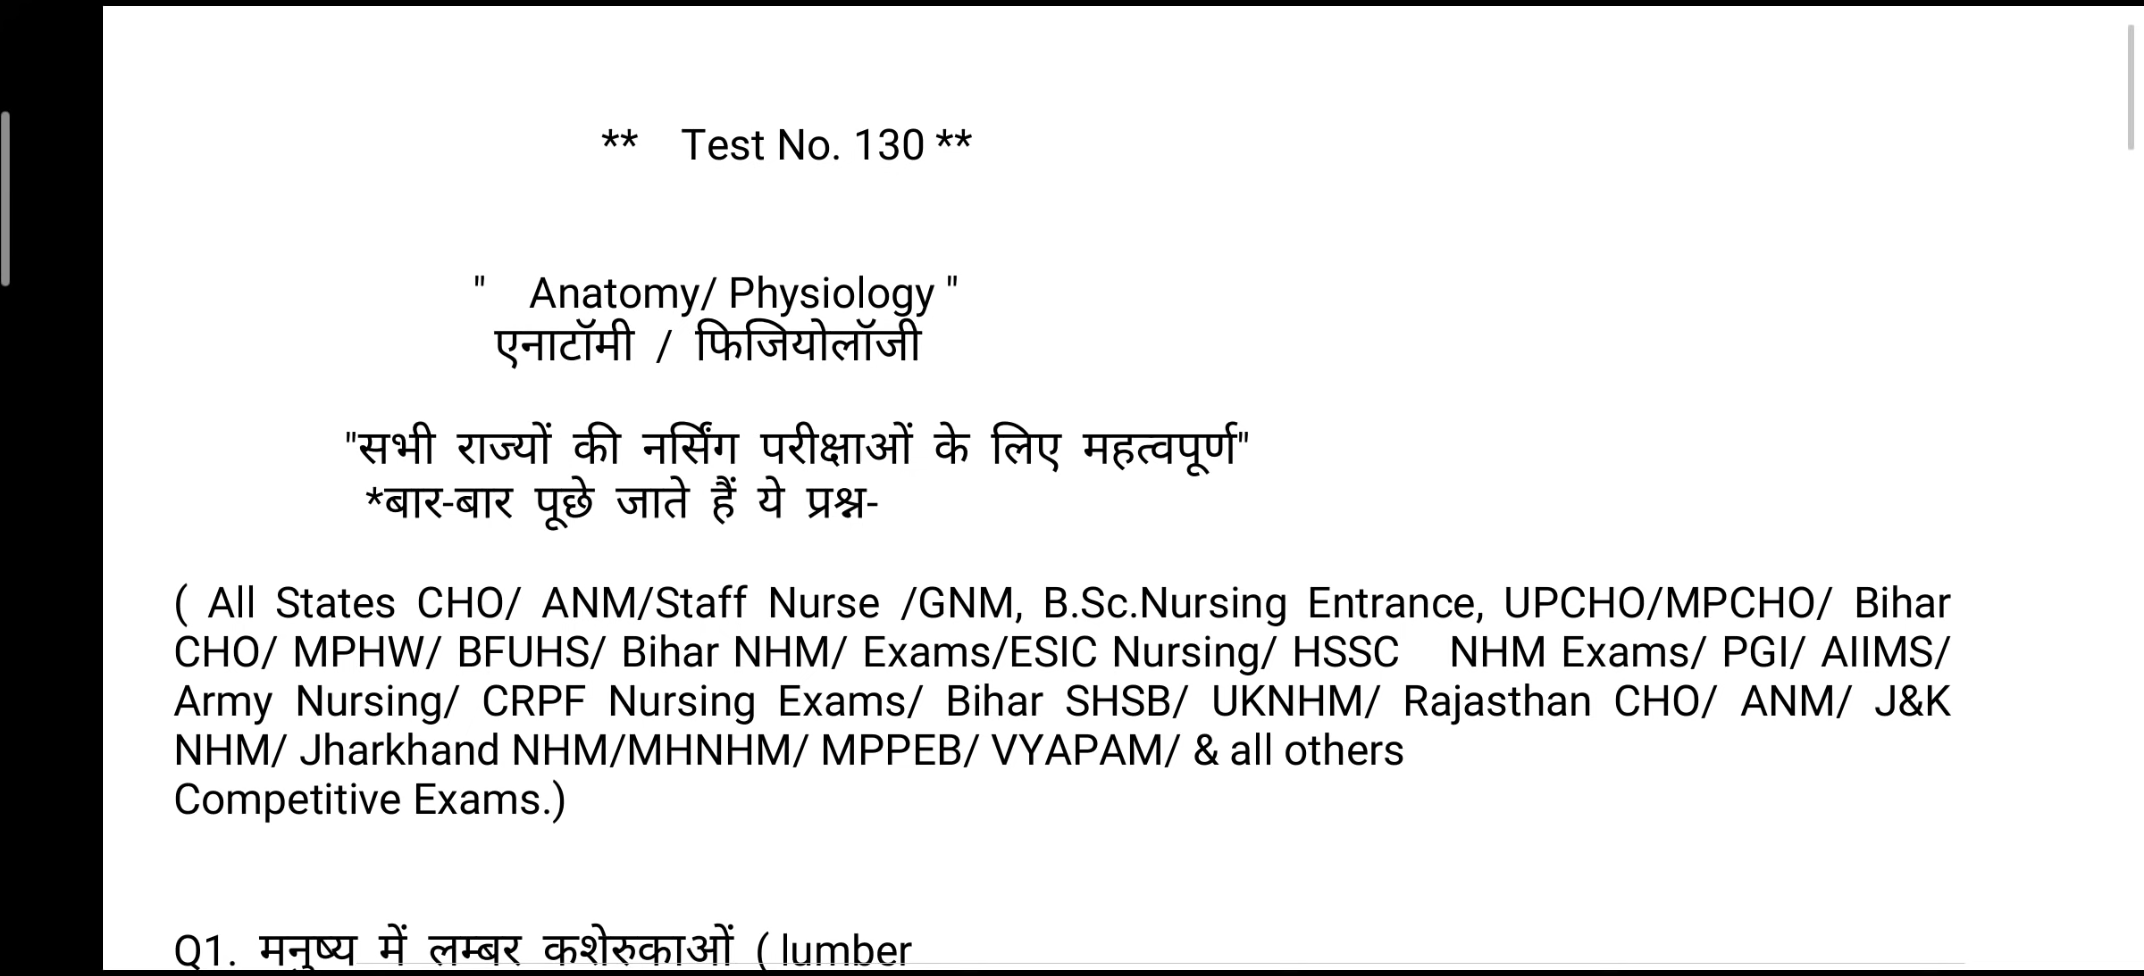 ** Test No. 130 **
" Anatomy/ Physiology "
एनाटॉमी / फिजियोलॉजी
"सभी राज्यों की नर्सिंग परीक्षाओं के लिए महत्वपूर्ण"
*बार-बार पूछे जाते हैं ये प्रश्न-
( All States CHO/ ANM/Staff Nurse /GNM, B.Sc.Nursing Entrance, UPCHO/MPCHO/ Bihar
CHO/ MPHW/ BFUHS/ Bihar NHM/ Exams/ESIC Nursing/ HSSC NHM Exams/ PGI/ AIIMS/
Army Nursing/ CRPF Nursing Exams/ Bihar SHSB/ UKNHM/ Rajasthan CHO/ ANM/ J&K
NHM/ Jharkhand NHM/MHNHM/ MPPEB/ VYAPAM/ & all others
Competitive Exams.)
Q1. मनुष्य में लम्बर कशेरुकाओं ( lumber